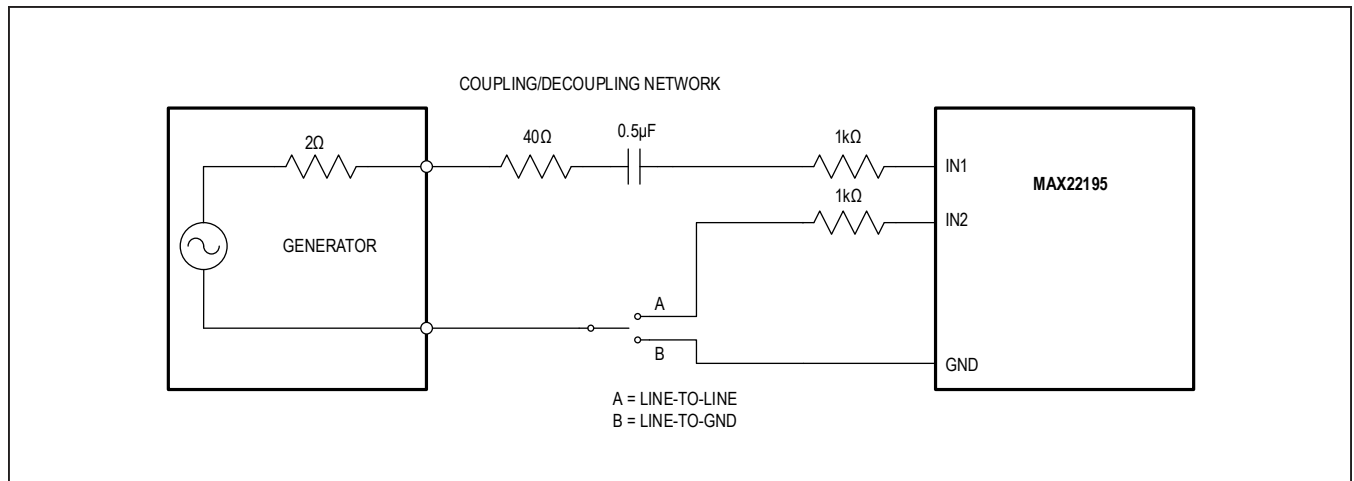 COUPLING/DECOUPLING NETWORK
2Ω
40Ω
0.5µF
1kΩ
IN1
MAX22195
1kΩ
IN2
GENERATOR
A
B
GND
A = LINE-TO-LINE
B = LINE-TO-GND